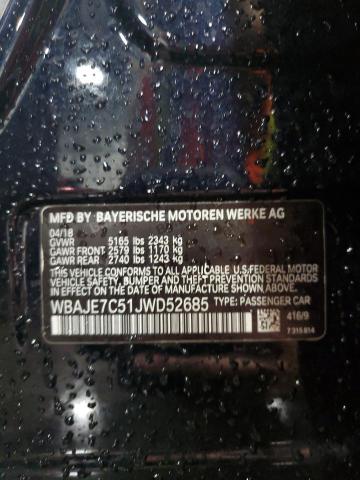 MFD BY BAYERISCHE MOTOREN WERKE AG
04/18
GVWR 5165 lbs 2343 kg
GAWR FRONT 2579 lbs 1170 kg
GAWR REAR 2740 lbs 1243 kg
THIS VEHICLE CONFORMS TO ALL APPLICABLE U.S.FEDERAL MOTOR
VEHICLE SAFETY, BUMPER AND THEFT PREVENTION STANDARDS
IN EFFECT ON THE DATE OF MANUFACTURE SHOWN ABOVE.
WBAJE7C51JWD52685 TYPE: PASSENGER CAR
416/9
7 315 814